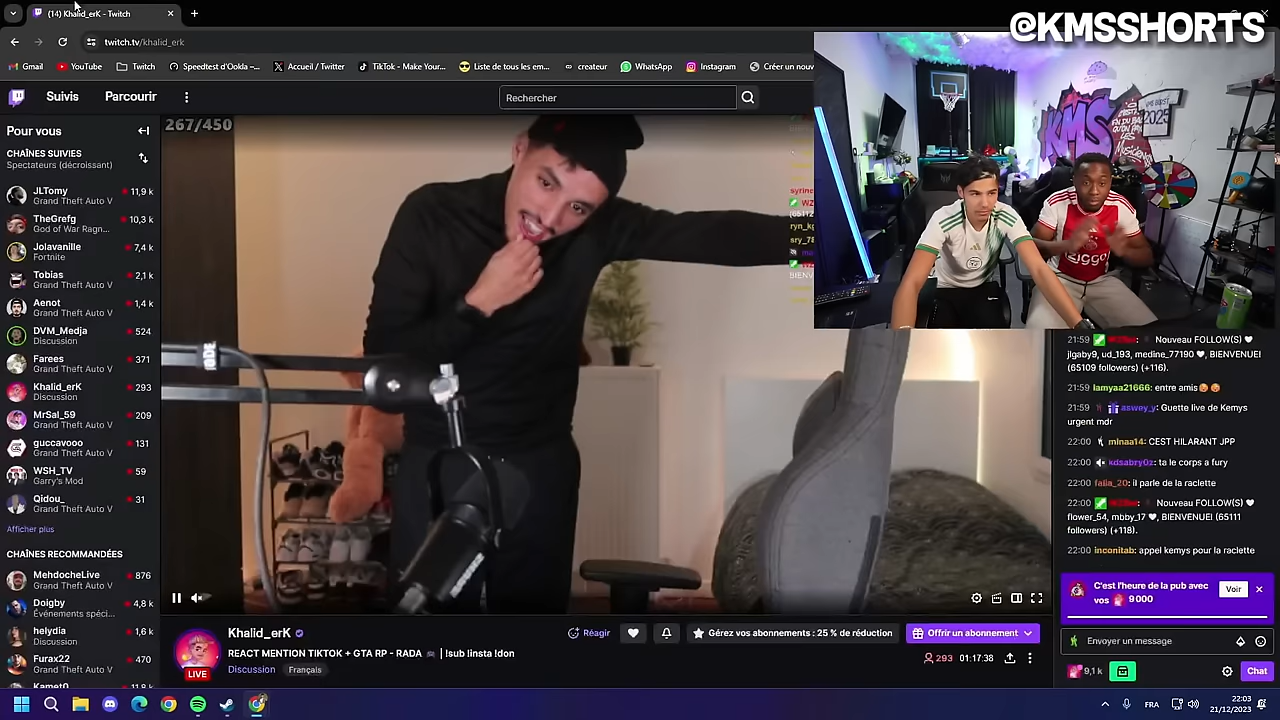 (14) Khalid_erK - Twitch
@KMSSHORTS
twitch.tv/khalid_erk
Gmail
YouTube
Twitch
Speedtest d'Ookla -...
Accueil / Twitter
TikTok - Make Your...
Liste de tous les em...
createur
WhatsApp
Instagram
Créer un nouv
Suivis
Parcourir
Rechercher
Pour vous
CHAÎNES SUIVIES
Spectateurs (décroissant)
JLTomy 11,9 k
Grand Theft Auto V
TheGrefg 10,3 k
God of War Ragn...
Jolavanille 7,4 k
Fortnite
Tobias 2,1 k
Grand Theft Auto V
Aenot 1,4 k
Grand Theft Auto V
DVM_Medja 524
Discussion
Farees 371
Grand Theft Auto V
Khalid_erK 293
Discussion
MrSal_59 209
Grand Theft Auto V
guccavooo 131
Grand Theft Auto V
WSH_TV 59
Garry's Mod
Qidou_ 31
Grand Theft Auto V
Afficher plus
CHAÎNES RECOMMANDÉES
MehdocheLive 876
Grand Theft Auto V
Doigby 4,8 k
Événements spéci...
helydia 1,6 k
Discussion
Furax22 470
Grand Theft Auto V
Kamet0
267/450
KMS
2025
ziggo
21:59 Nouveau FOLLOW(S)
jlgaby9, ud_193, medine_77190, BIENVENUE!
(65109 followers) (+116).
21:59 lamyaa21666: entre amis
21:59 aswey_y: Guette live de Kemys
urgent mdr
22:00 minaa14: CEST HILARANT JPP
22:00 kdsabry0z: ta le corps a fury
22:00 faila_20: il parle de la raclette
22:00 Nouveau FOLLOW(S)
flower_54, mbby_17, BIENVENUE! (65111
followers) (+118).
22:00 inconitab: appel kemys pour la raclette
C'est l'heure de la pub avec
vos 9 000
Voir
Envoyer un message
9,1 k
Chat
Khalid_erK
REACT MENTION TIKTOK + GTA RP - RADA | !sub !insta !don
Discussion
Français
LIVE
Réagir
Gérez vos abonnements : 25 % de réduction
Offrir un abonnement
293
01:17:38
FRA
22:03
21/12/2023